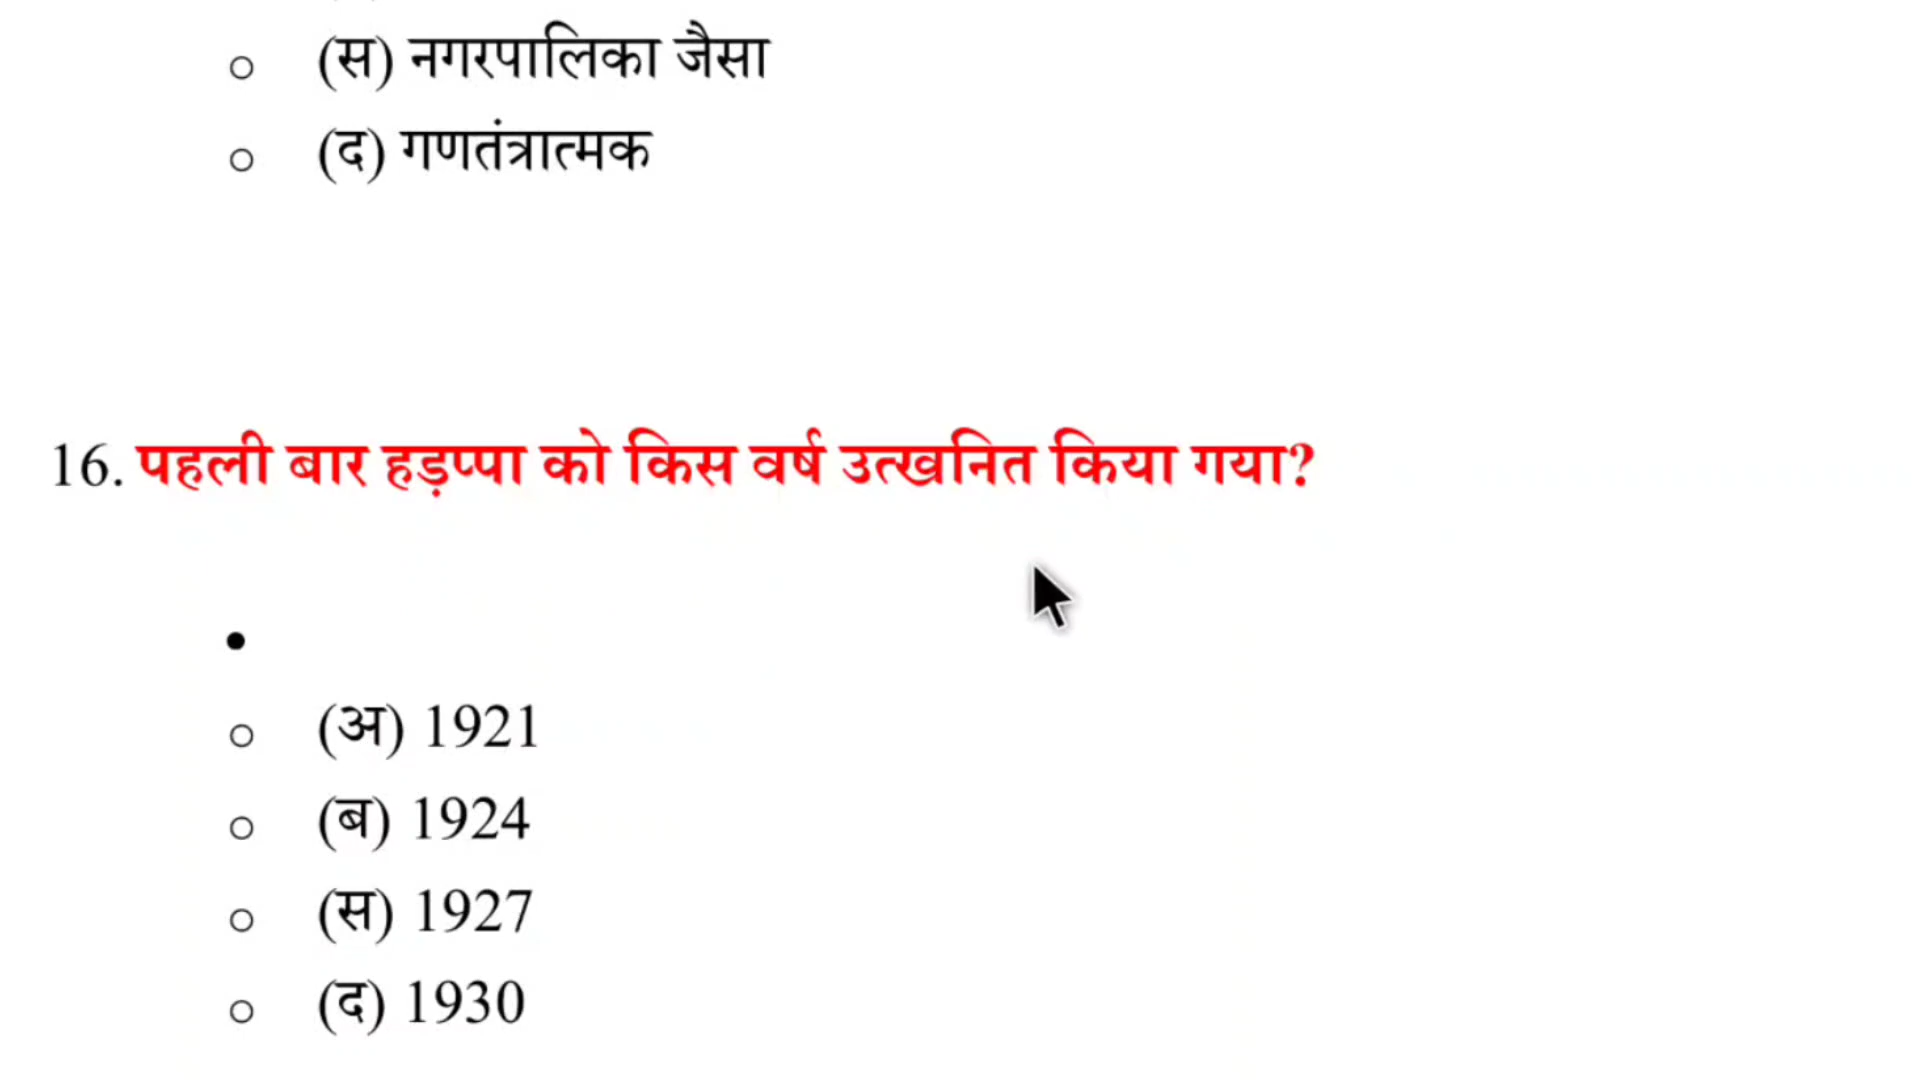 (स) नगरपालिका जैसा
(द) गणतंत्रात्मक
16. पहली बार हड़प्पा को किस वर्ष उत्खनित किया गया?
(अ) 1921
(ब) 1924
(स) 1927
(द) 1930